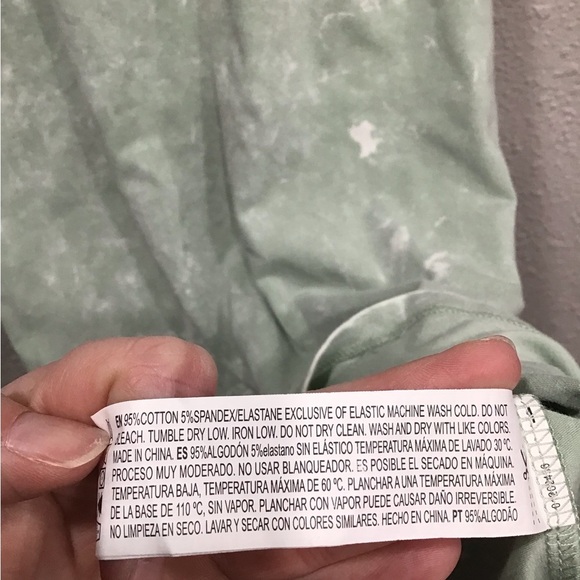 EN 95%COTTON 5%SPANDEX/ELASTANE EXCLUSIVE OF ELASTIC MACHINE WASH COLD. DO NOT
BLEACH. TUMBLE DRY LOW. IRON LOW. DO NOT DRY CLEAN. WASH AND DRY WITH LIKE COLORS.
MADE IN CHINA. ES 95%ALGODÓN 5%elastano SIN ELÁSTICO TEMPERATURA MÁXIMA DE LAVADO 30 ºC.
PROCESO MUY MODERADO. NO USAR BLANQUEADOR. ES POSIBLE EL SECADO EN MÁQUINA.
TEMPERATURA BAJA, TEMPERATURA MÁXIMA DE 60 ºC. PLANCHAR A UNA TEMPERATURA MÁXIMA
DE LA BASE DE 110 ºC, SIN VAPOR. PLANCHAR CON VAPOR PUEDE CAUSAR DAÑO IRREVERSIBLE.
NO LIMPIEZA EN SECO. LAVAR Y SECAR CON COLORES SIMILARES. HECHO EN CHINA. PT 95%ALGODÃO